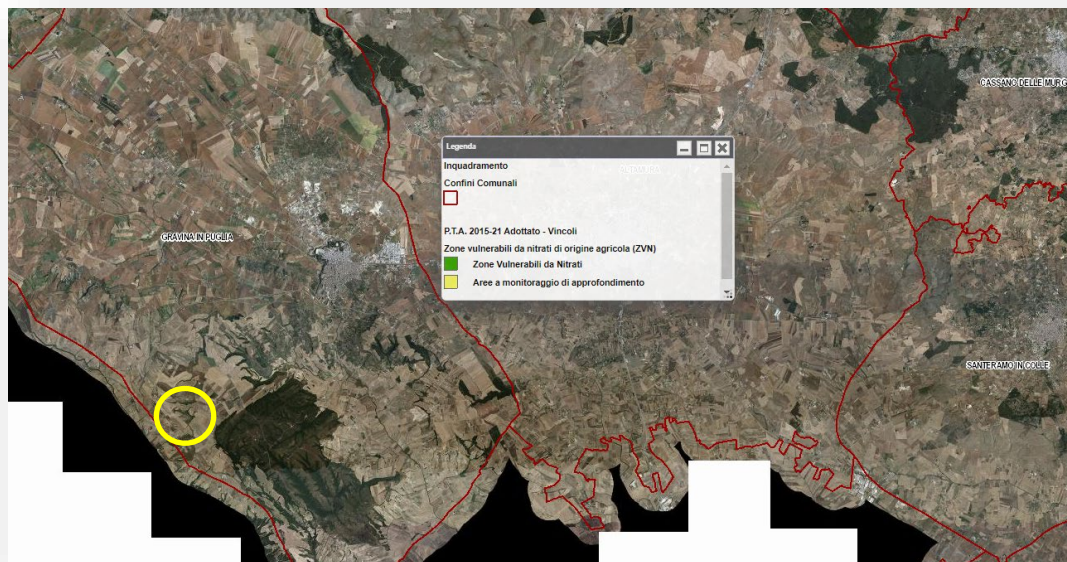 CASSANO DELLE MURG
Legenda
Inquadramento
Confini Comunali
P.T.A. 2015-21 Adottato - Vincoli
Zone vulnerabili da nitrati di origine agricola (ZVN)
Zone Vulnerabili da Nitrati
Aree a monitoraggio di approfondimento
GRAVINA IN PUGLIA
SANTERAMO IN COLLE